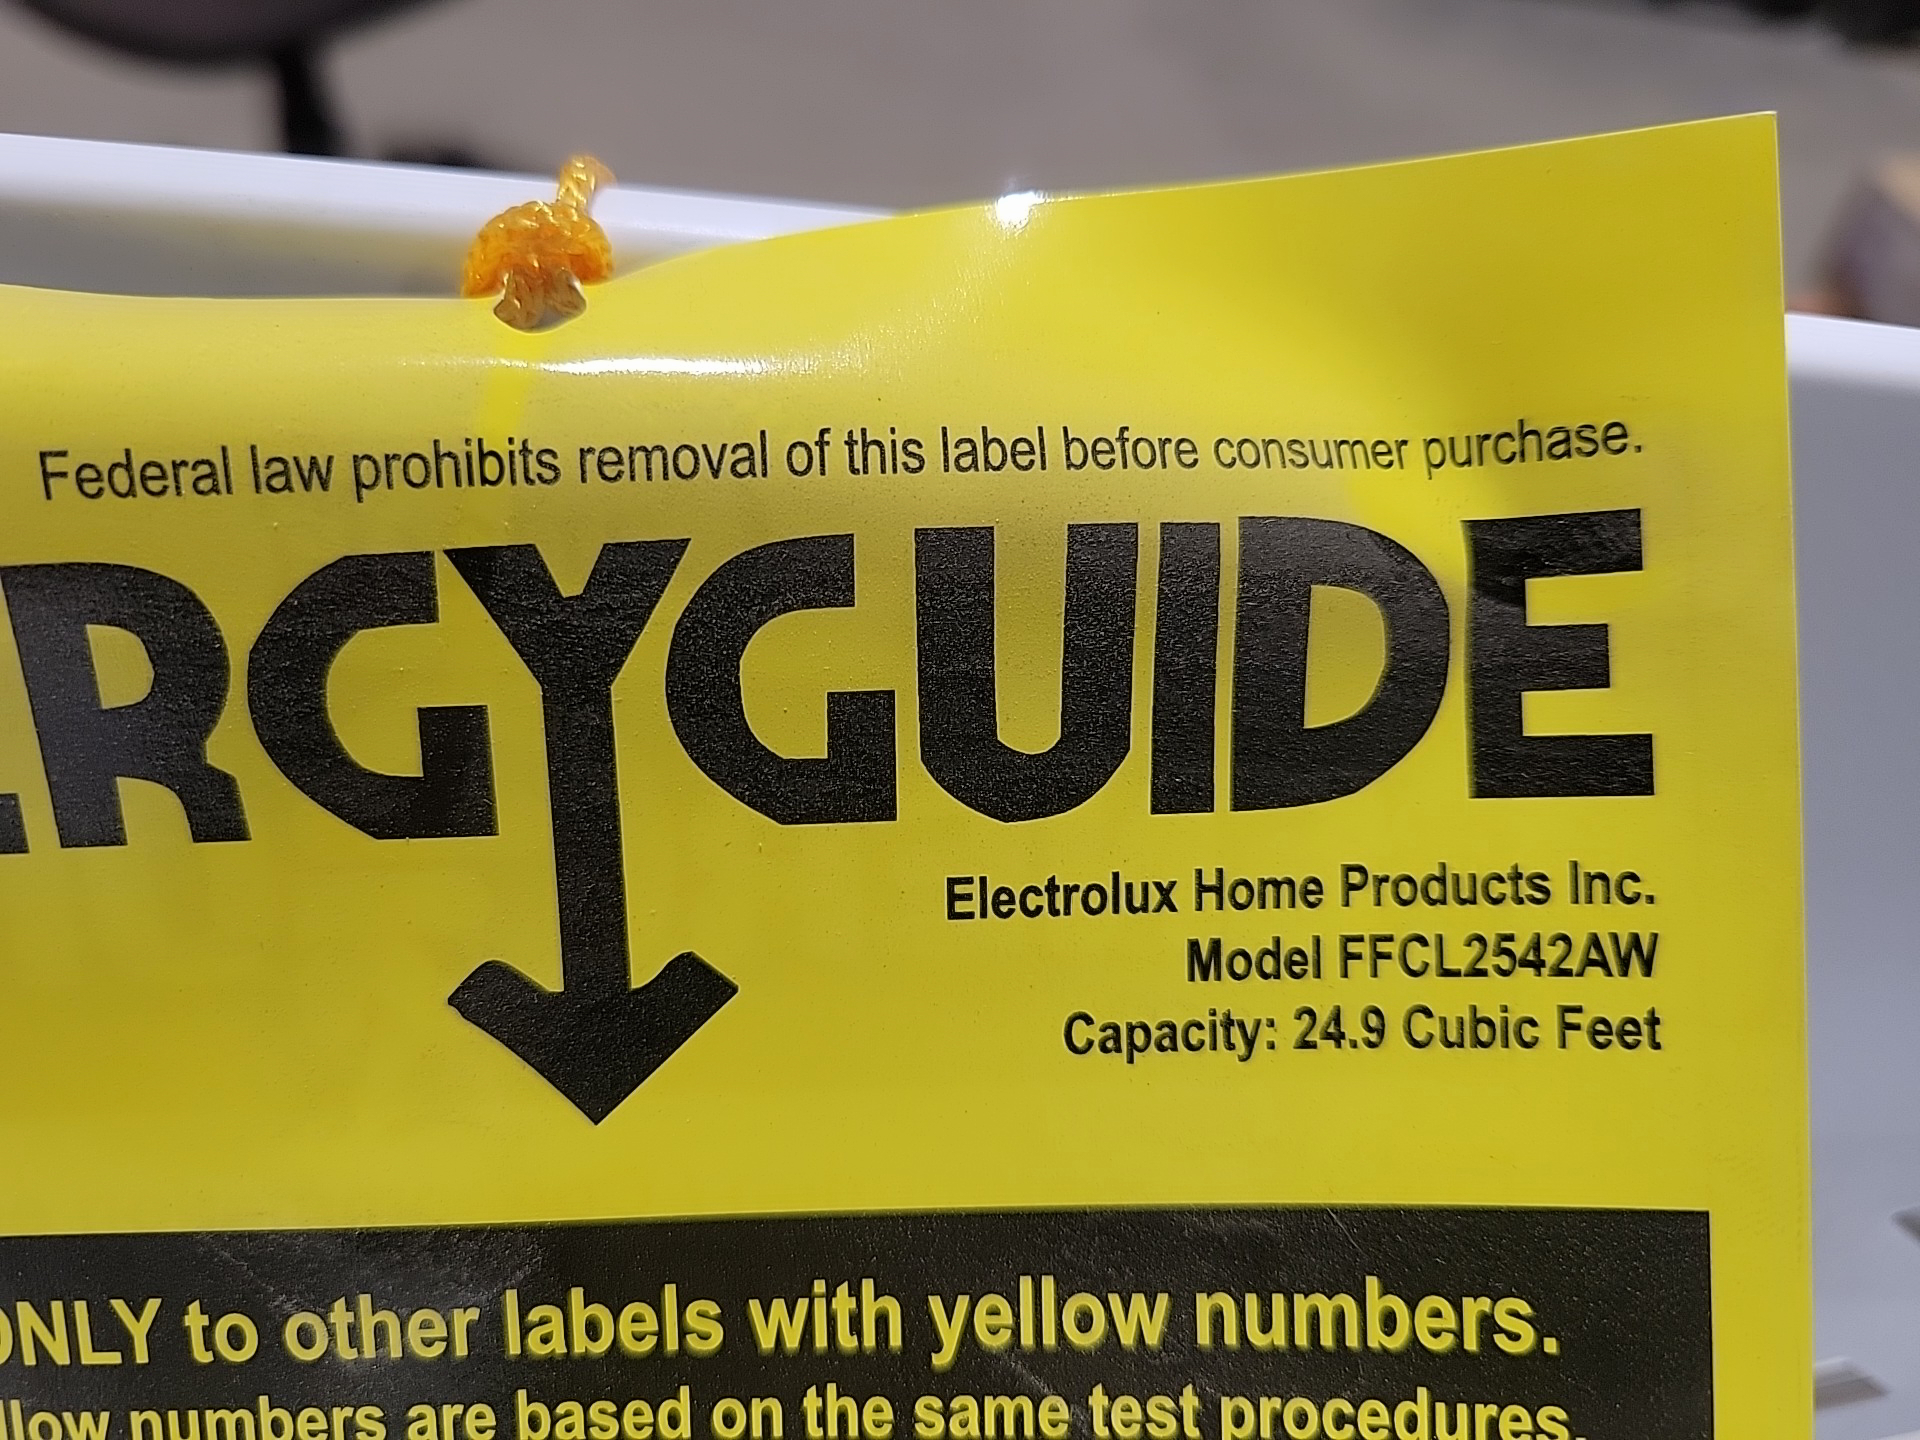 Federal law prohibits removal of this label before consumer purchase.
ERGYGUIDE
Electrolux Home Products Inc.
Model FFCL2542AW
Capacity: 24.9 Cubic Feet
ONLY to other labels with yellow numbers.
llow numbers are based on the same test procedures.